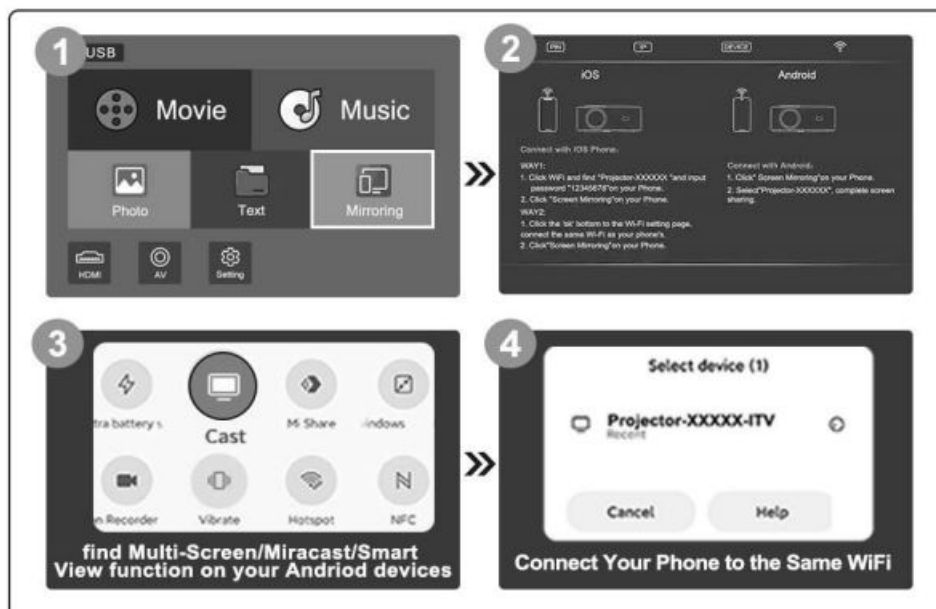 1
USB
Movie
Music
Photo
Text
Mirroring
HDMI
AV
Setting
2
PIN
IP
DEVICE
iOS
Android
Connect with IOS Phone:
WAY1:
1. Click WiFi and find "Projector-XXXXXX "and input
password "12345678"on your Phone.
2. Click "Screen Mirroring"on your Phone.
WAY2:
1. Click the 'ok' bottom to the Wi-Fi setting page,
connect the same Wi-Fi as your phone's.
2. Click"Screen Mirroring"on your Phone.
Connect with Android:
1. Click" Screen Mirroring"on your Phone.
2. Select"Projector-XXXXXX", complete screen
sharing.
3
tra battery s
Cast
Mi Share
indows
n Recorder
Vibrate
Hotspot
NFC
find Multi-Screen/Miracast/Smart
View function on your Andriod devices
4
Select device (1)
Projector-XXXXX-ITV
Recent
Cancel
Help
Connect Your Phone to the Same WiFi